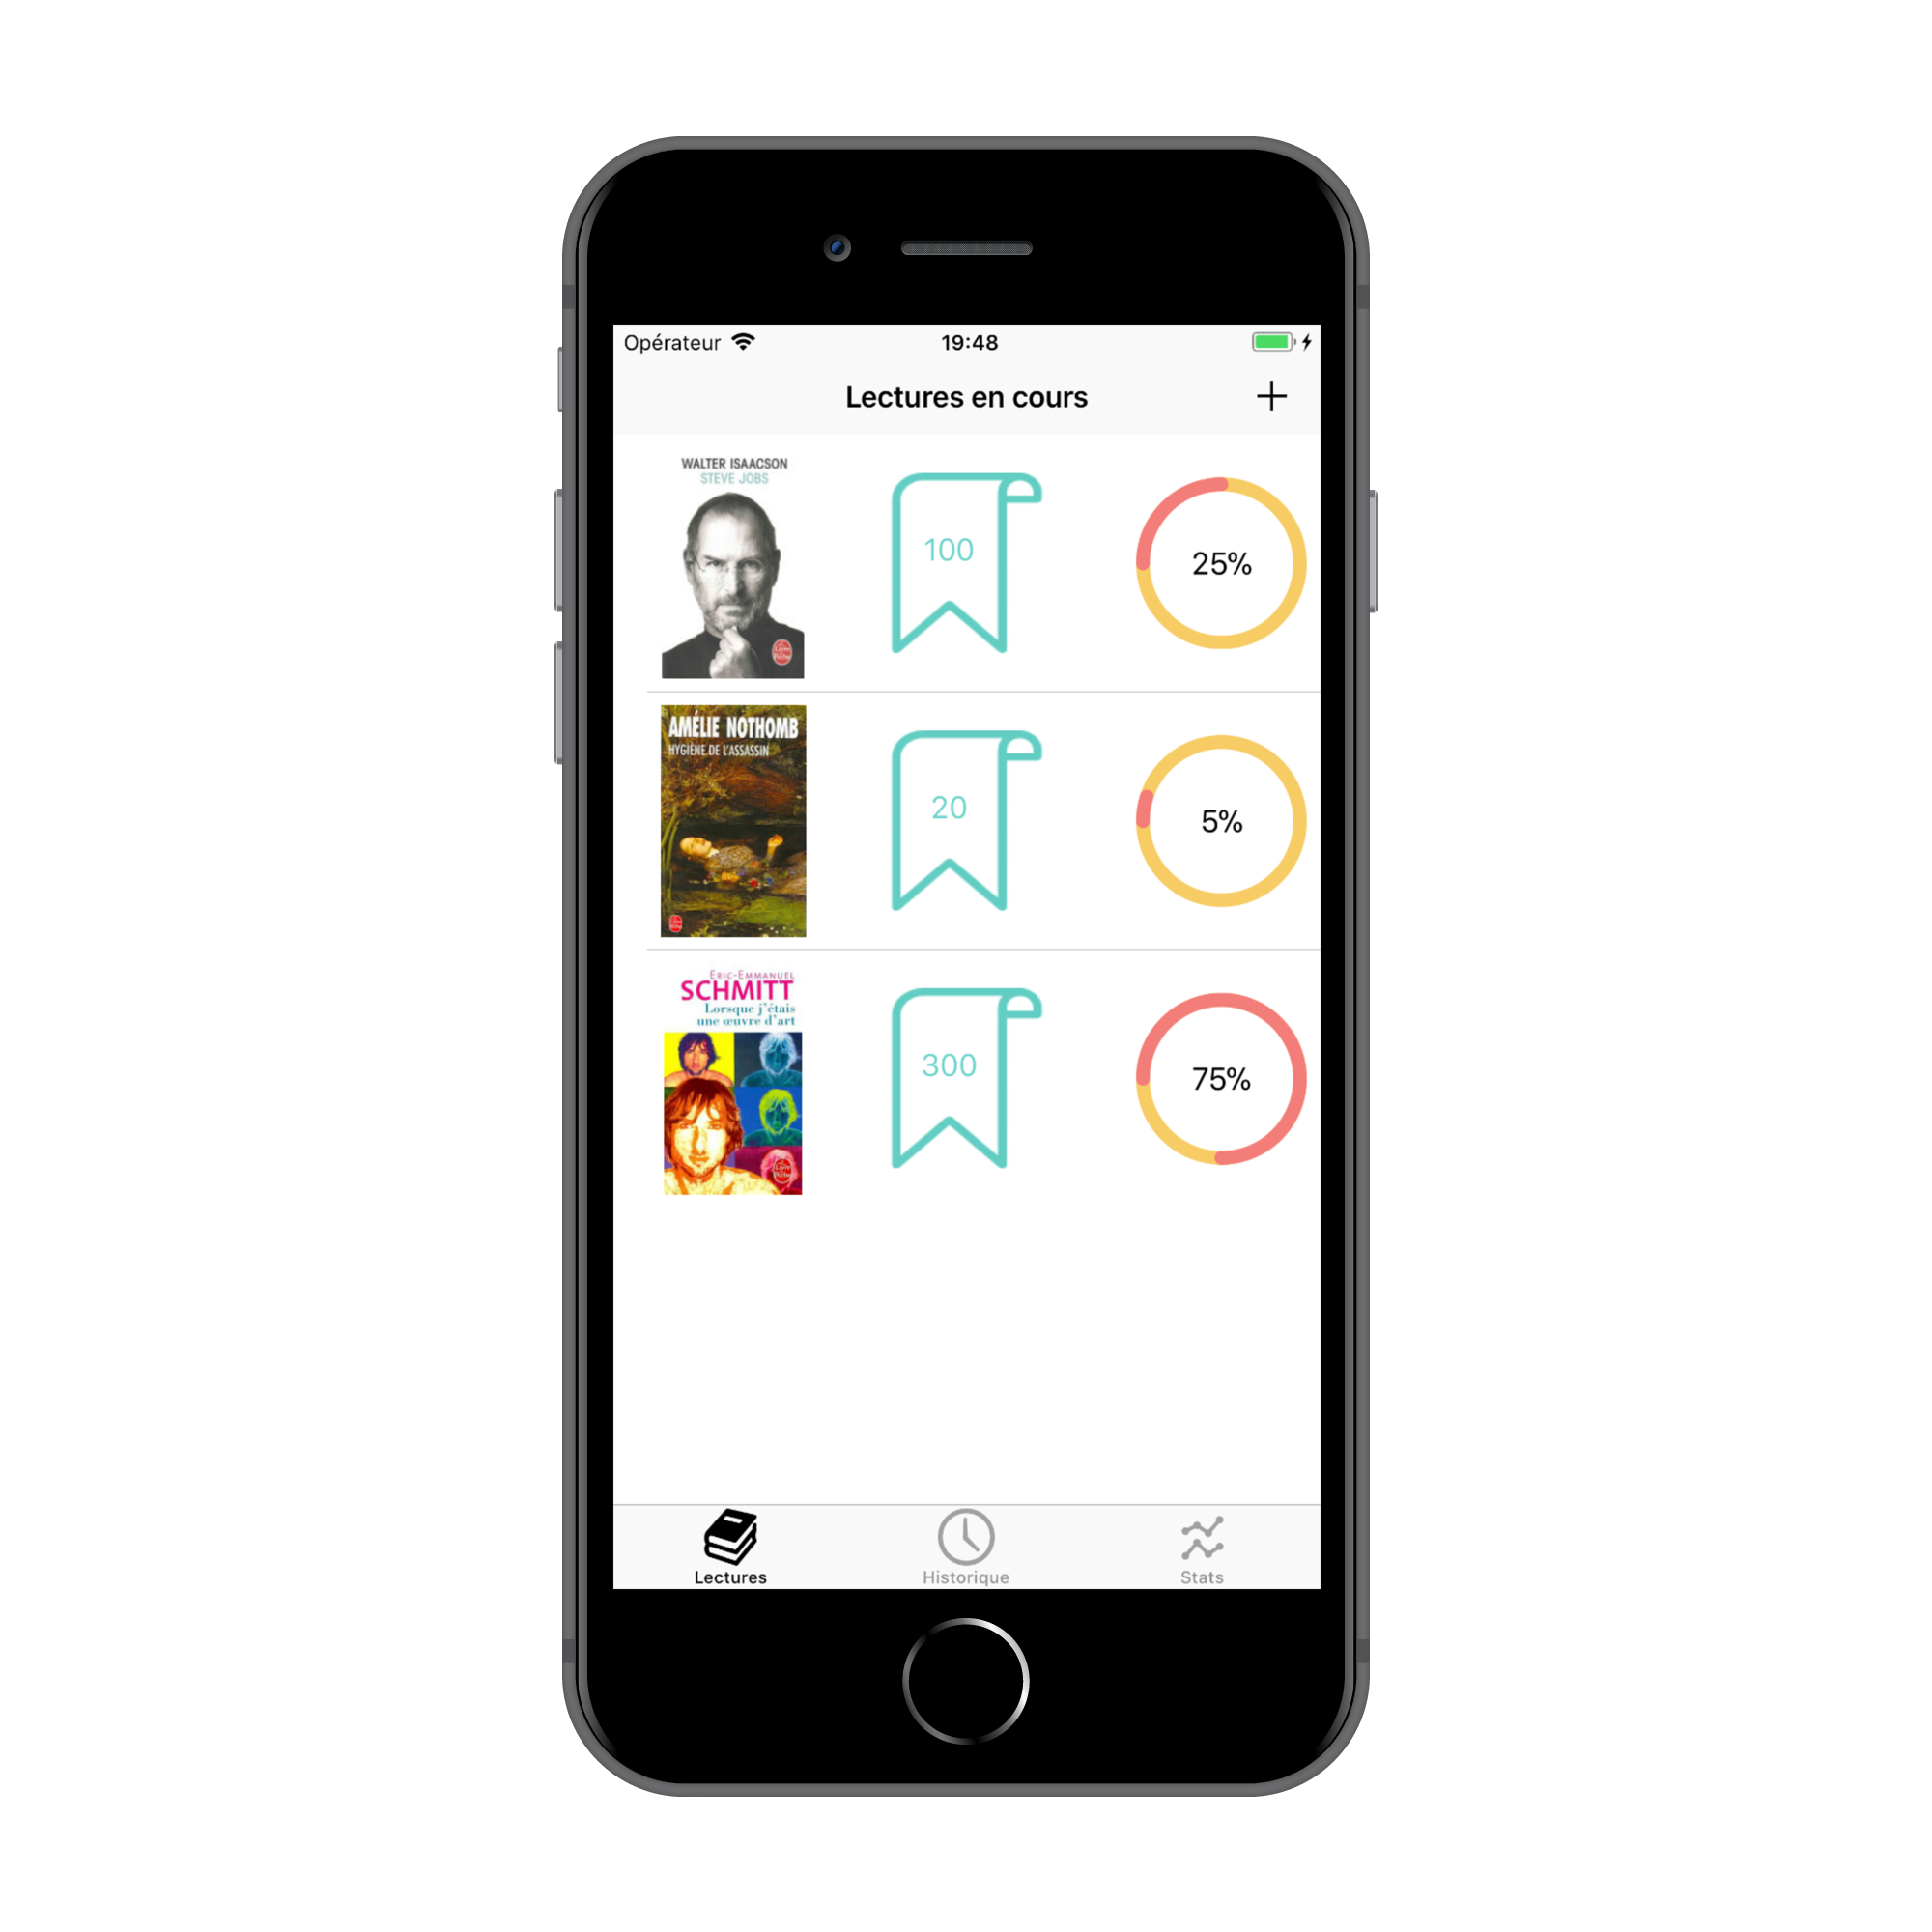 Opérateur
19:48
Lectures en cours
+
WALTER ISAACSON
STEVE JOBS
100
25%
AMÉLIE NOTHOMB
HYGIÈNE DE L'ASSASSIN
20
5%
ERIC-EMMANUEL
SCHMITT
Lorsque j'étais
une œuvre d'art
300
75%
Lectures
Historique
Stats